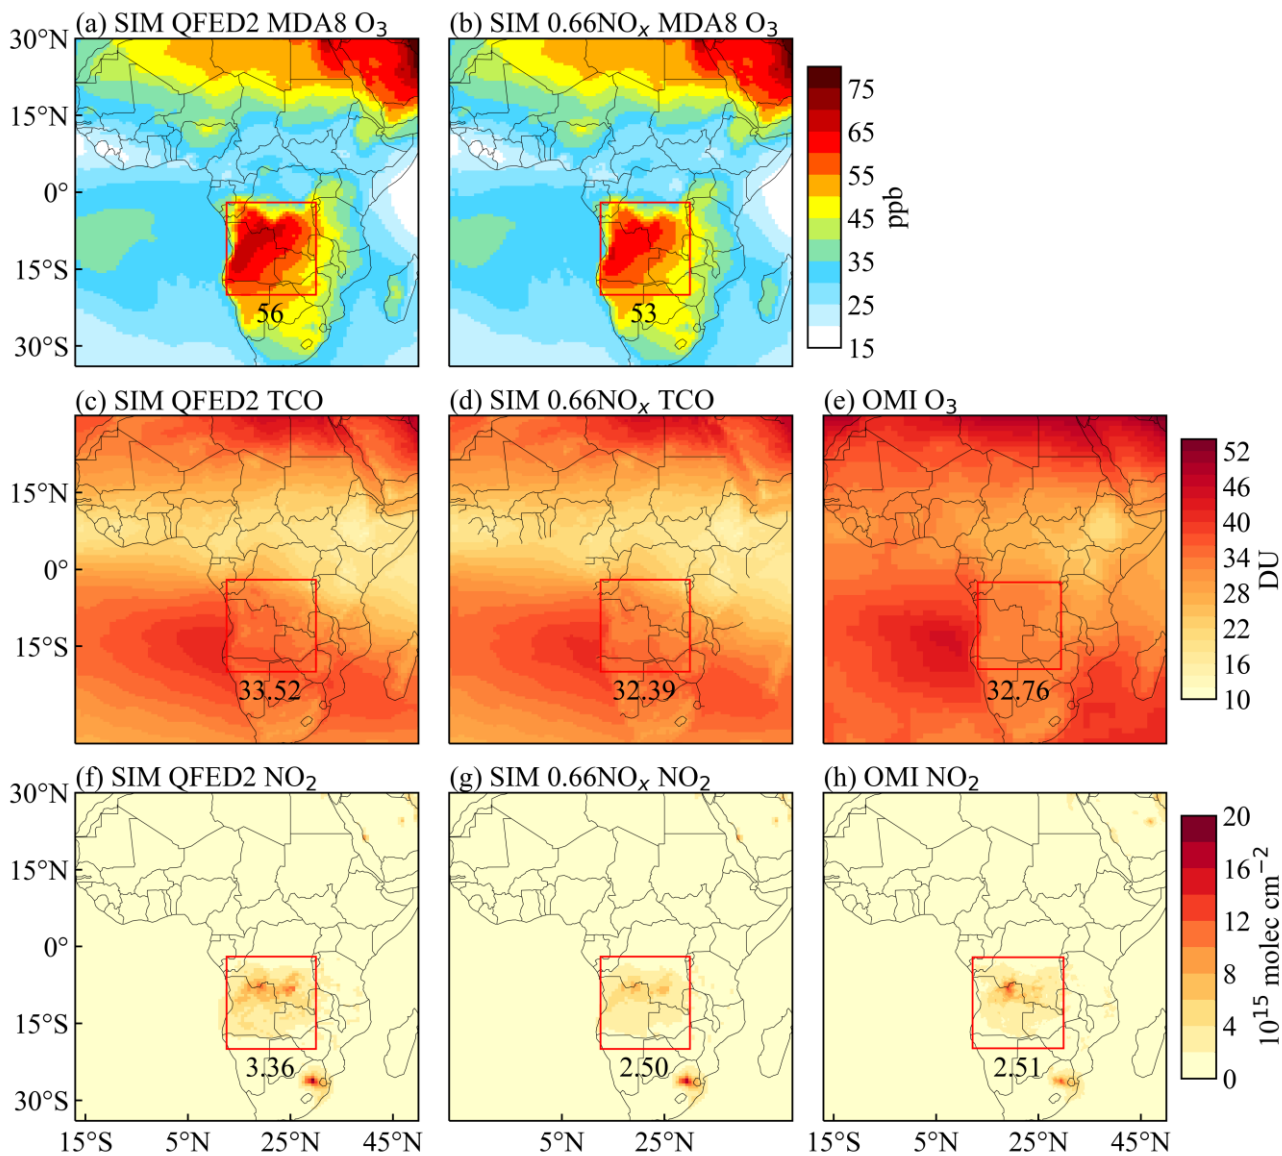 (a) SIM QFED2 MDA8 O₃
(b) SIM 0.66NOₓ MDA8 O₃
30°N
15°N
0°
15°S
30°S
56
53
75
65
55
45
35
25
15
ppb
(c) SIM QFED2 TCO
(d) SIM 0.66NOₓ TCO
(e) OMI O₃
15°N
0°
15°S
33.52
32.39
32.76
52
46
40
34
28
22
16
10
DU
(f) SIM QFED2 NO₂
(g) SIM 0.66NOₓ NO₂
(h) OMI NO₂
30°N
15°N
0°
15°S
30°S
3.36
2.50
2.51
20
16
12
8
4
0
10¹⁵ molec cm⁻²
15°S 5°N 25°N 45°N
5°N 25°N
15°S 5°N 25°N 45°N